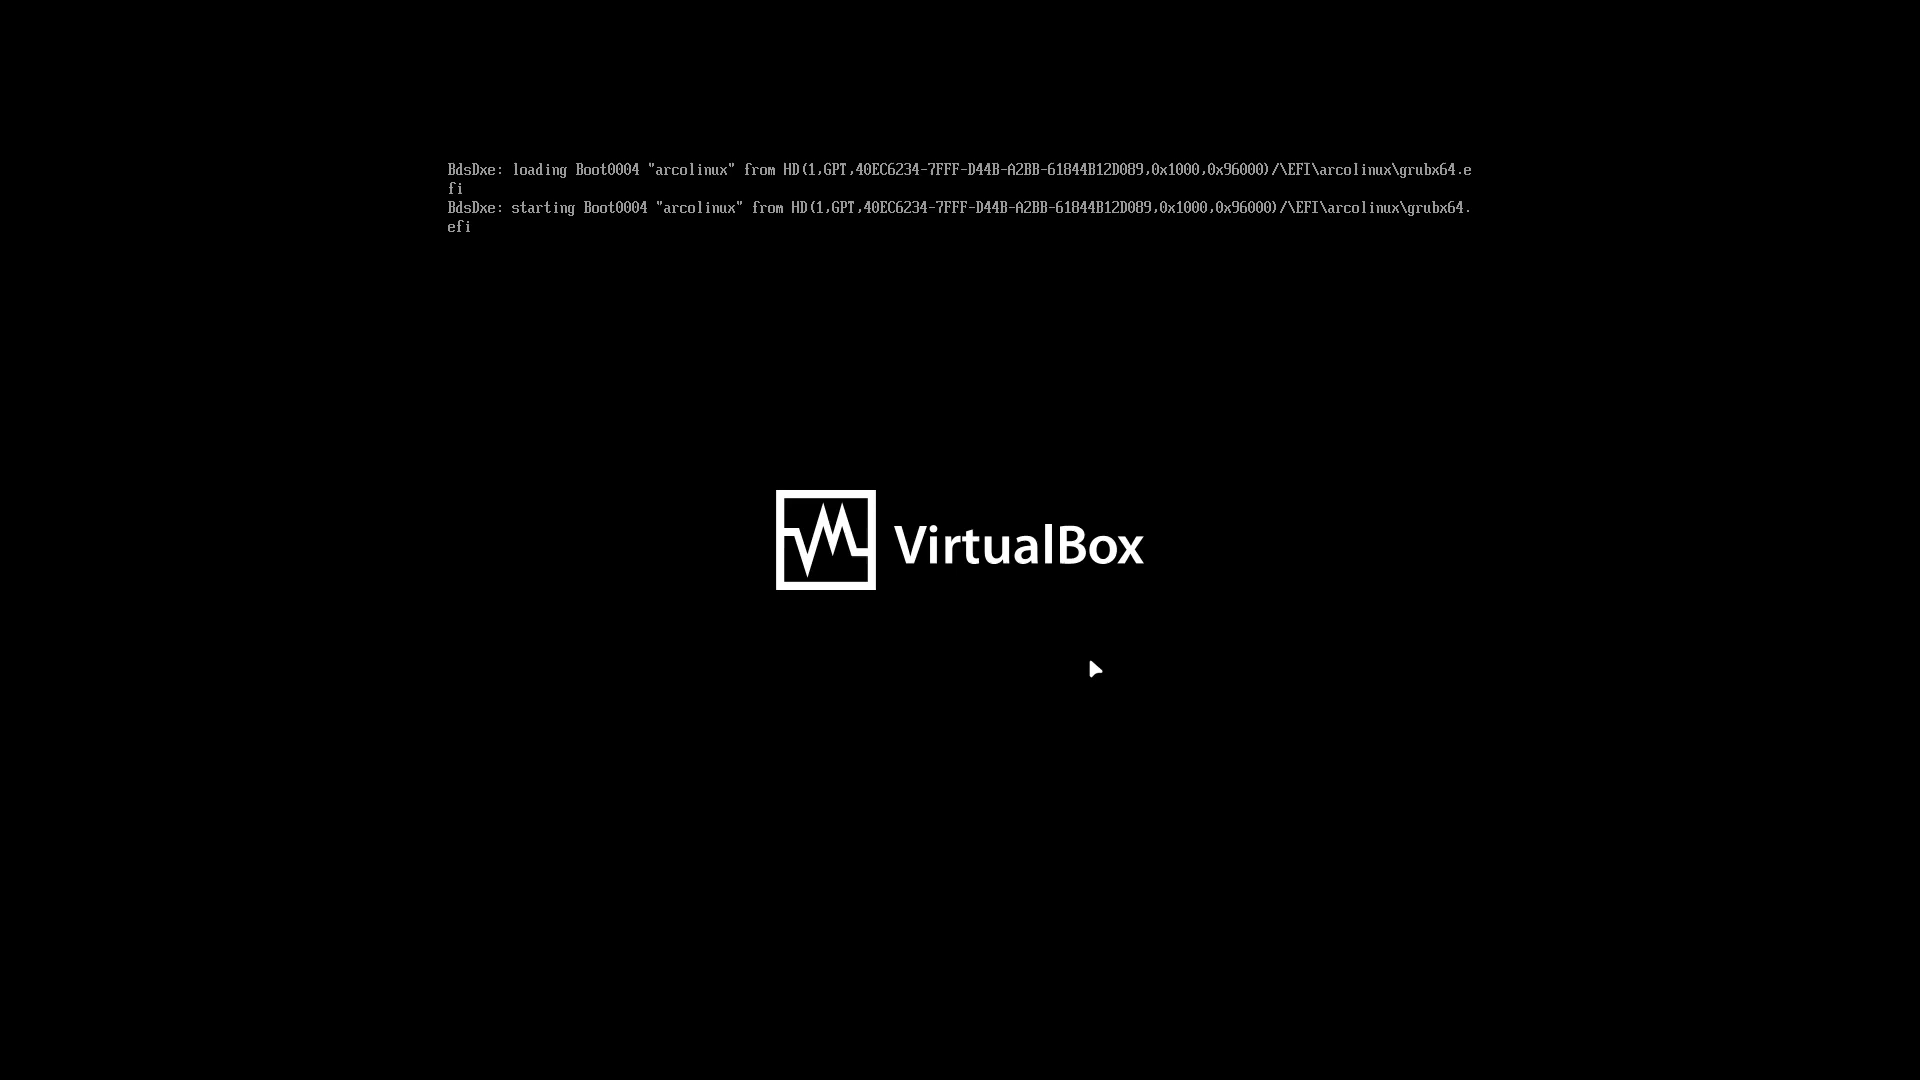 BdsDxe: loading Boot0004 "arcolinux" from HD(1,GPT,40EC6234-7FFF-D44B-A2BB-61844B12D089,0x1000,0x96000)/\EFI\arcolinux\grubx64.e
fi
BdsDxe: starting Boot0004 "arcolinux" from HD(1,GPT,40EC6234-7FFF-D44B-A2BB-61844B12D089,0x1000,0x96000)/\EFI\arcolinux\grubx64.
efi
VirtualBox